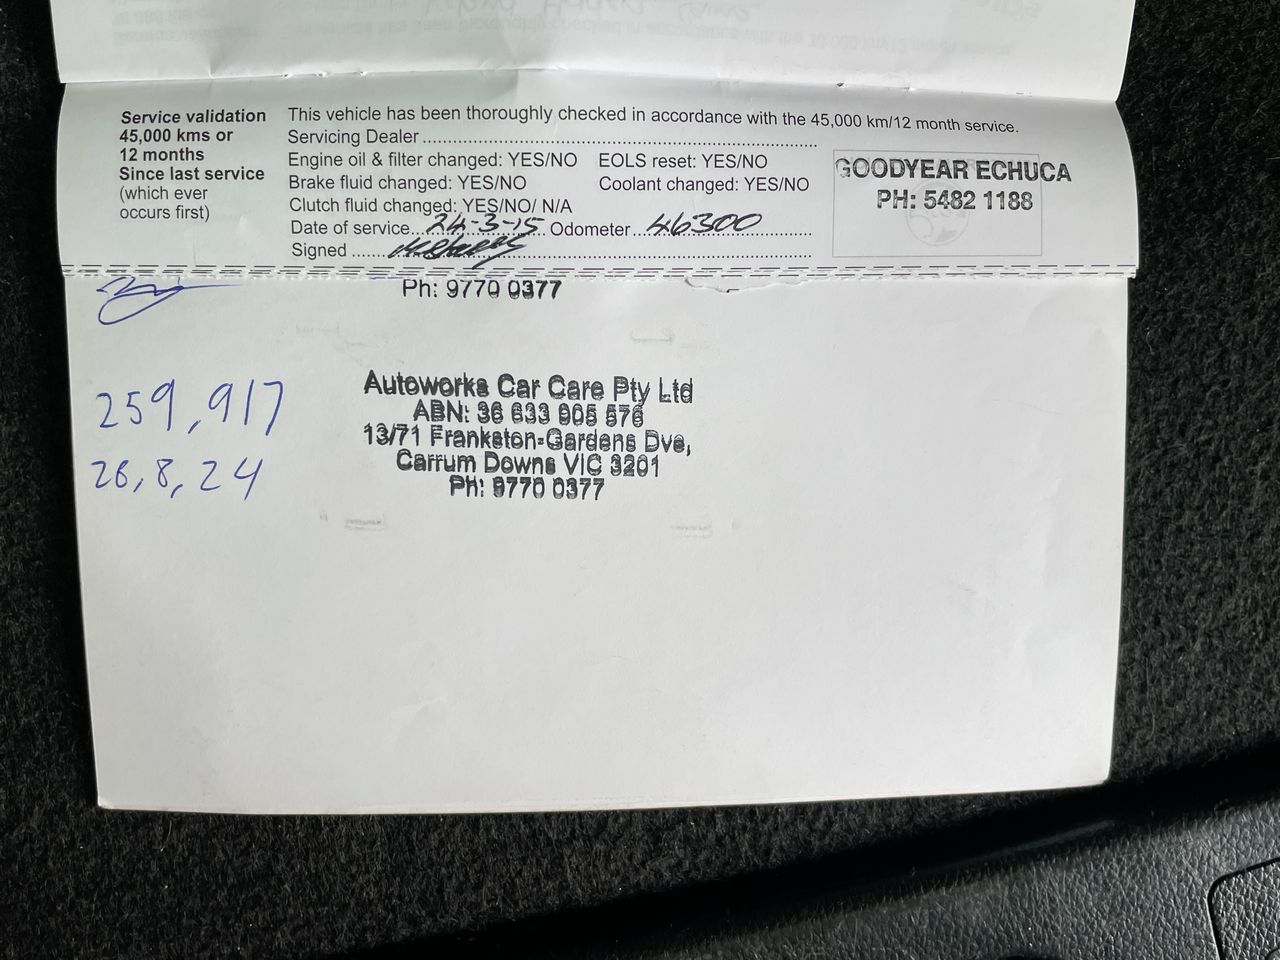 Service validation
45,000 kms or
12 months
Since last service
(which ever
occurs first)
This vehicle has been thoroughly checked in accordance with the 45,000 km/12 month service.
Servicing Dealer
Engine oil & filter changed: YES/NO EOLS reset: YES/NO
Brake fluid changed: YES/NO Coolant changed: YES/NO
Clutch fluid changed: YES/NO/ N/A
Date of service 24-3-15 Odometer 46300
Signed
GOODYEAR ECHUCA
PH: 5482 1188
Ph: 9770 0377
259,917
26,8,24
Autoworks Car Care Pty Ltd
ABN: 36 633 905 576
13/71 Frankston-Gardens Dve,
Carrum Downs VIC 3201
Ph: 9770 0377